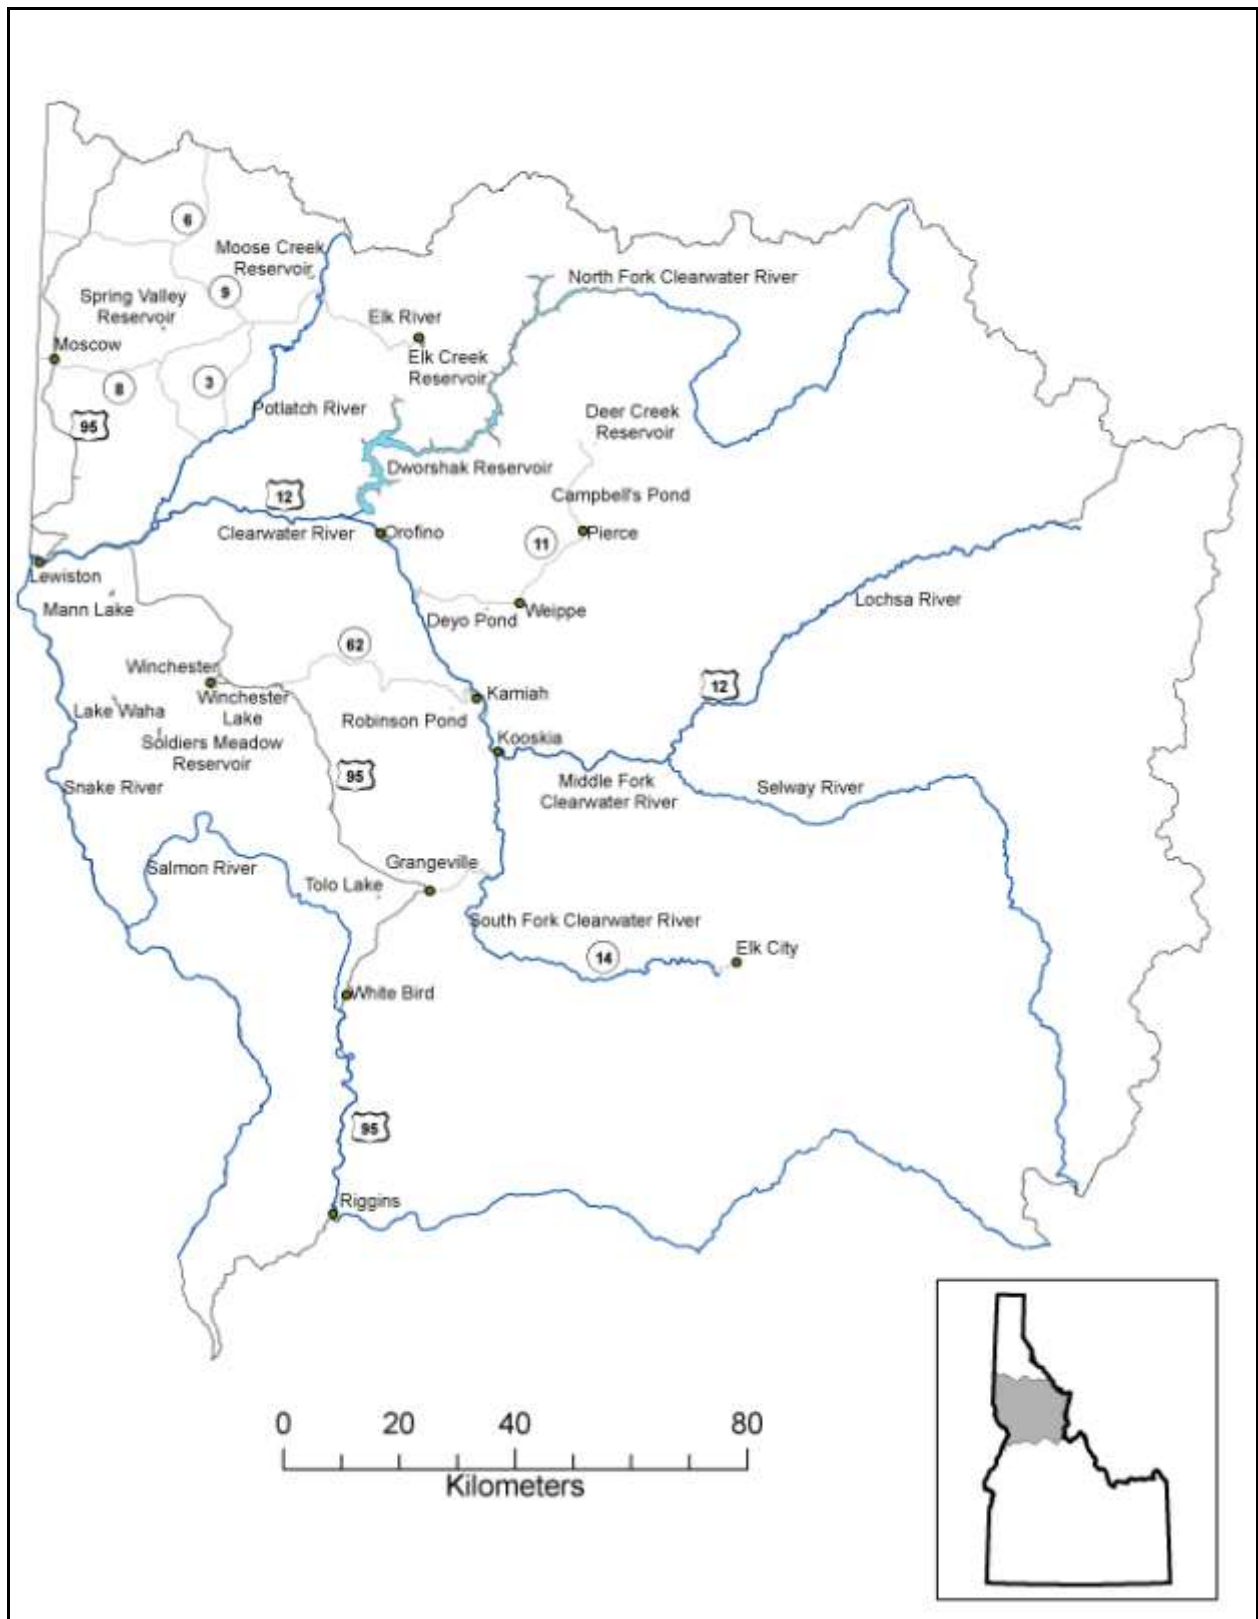 6
Moose Creek
Reservoir
North Fork Clearwater River
9
Spring Valley
Reservoir
Elk River
Moscow
Elk Creek
Reservoir
8
3
Potlatch River
Deer Creek
Reservoir
95
Dworshak Reservoir
12
Campbell's Pond
Clearwater River
Orofino
11
Pierce
Lewiston
Mann Lake
Deyo Pond
Weippe
Lochsa River
62
Winchester
12
Winchester
Lake
Kamiah
Lake Waha
Robinson Pond
Soldiers Meadow
Reservoir
Kooskia
95
Snake River
Middle Fork
Clearwater River
Selway River
Salmon River
Grangeville
Tolo Lake
South Fork Clearwater River
14
Elk City
White Bird
95
Riggins
0 20 40 80
Kilometers